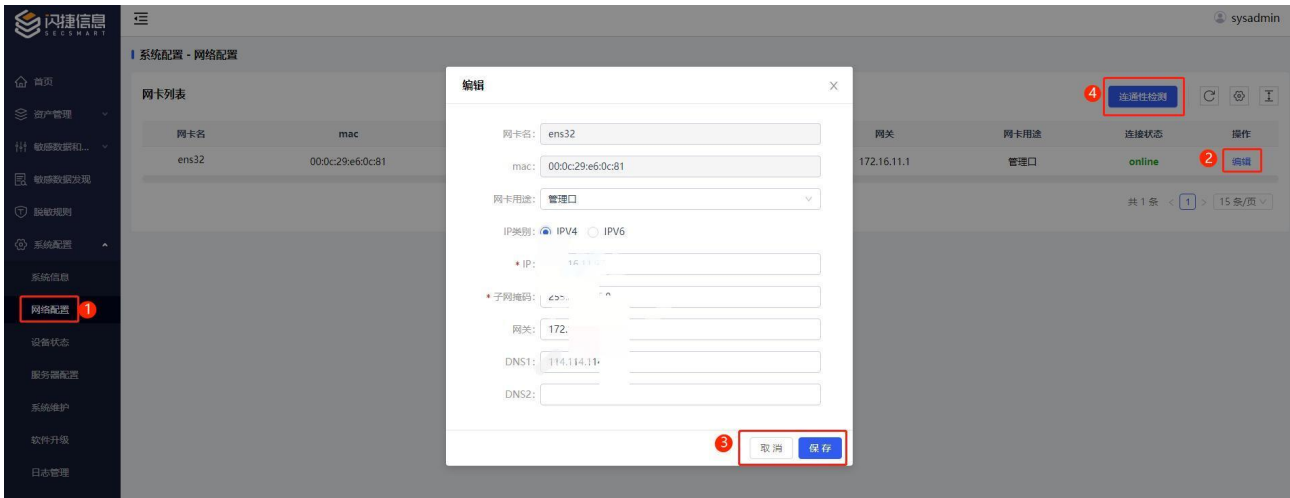 闪捷信息
SECSMART
sysadmin
系统配置 - 网络配置
首页
资产管理
敏感数据和...
敏感数据发现
脱敏规则
系统配置
系统信息
网络配置
1
设备状态
服务器配置
系统维护
软件升级
日志管理
网卡列表
4
连通性检测
网卡名 mac 网关 网卡用途 连接状态 操作
ens32 00:0c:29:e6:0c:81 172.16.11.1 管理口 online 2 编辑
共 1 条 < 1 > 15 条/页
编辑
网卡名: ens32
mac: 00:0c:29:e6:0c:81
网卡用途: 管理口
IP类别: IPV4 IPV6
* IP:
* 子网掩码:
网关: 172.
DNS1: 114.114.114
DNS2:
3
取消 保存